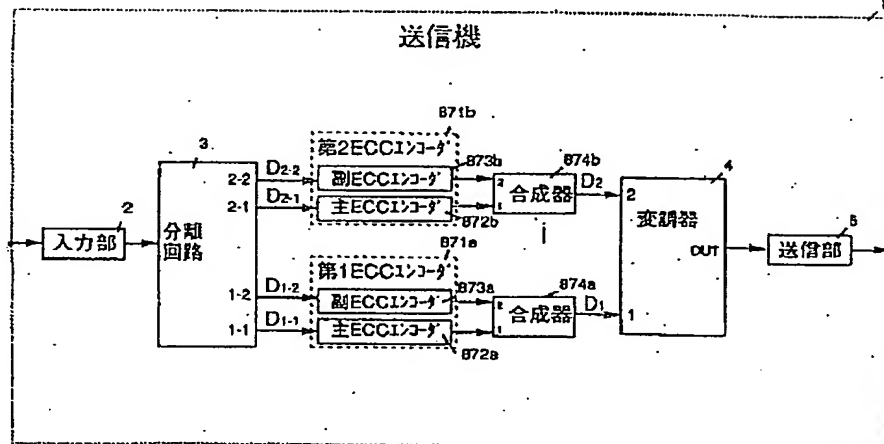 送信機
871b
第2ECCエンコーダ
873b
874b
3
D2-2
2-2
副ECCエンコーダ
2
合成器
D2
4
D2-1
2-1
主ECCエンコーダ
1
2
2
872b
i
変調器
5
入力部
分離
回路
871a
OUT
送信部
第1ECCエンコーダ
873a
874a
D1-2
1-2
副ECCエンコーダ
2
合成器
D1
1
D1-1
1-1
主ECCエンコーダ
1
872a